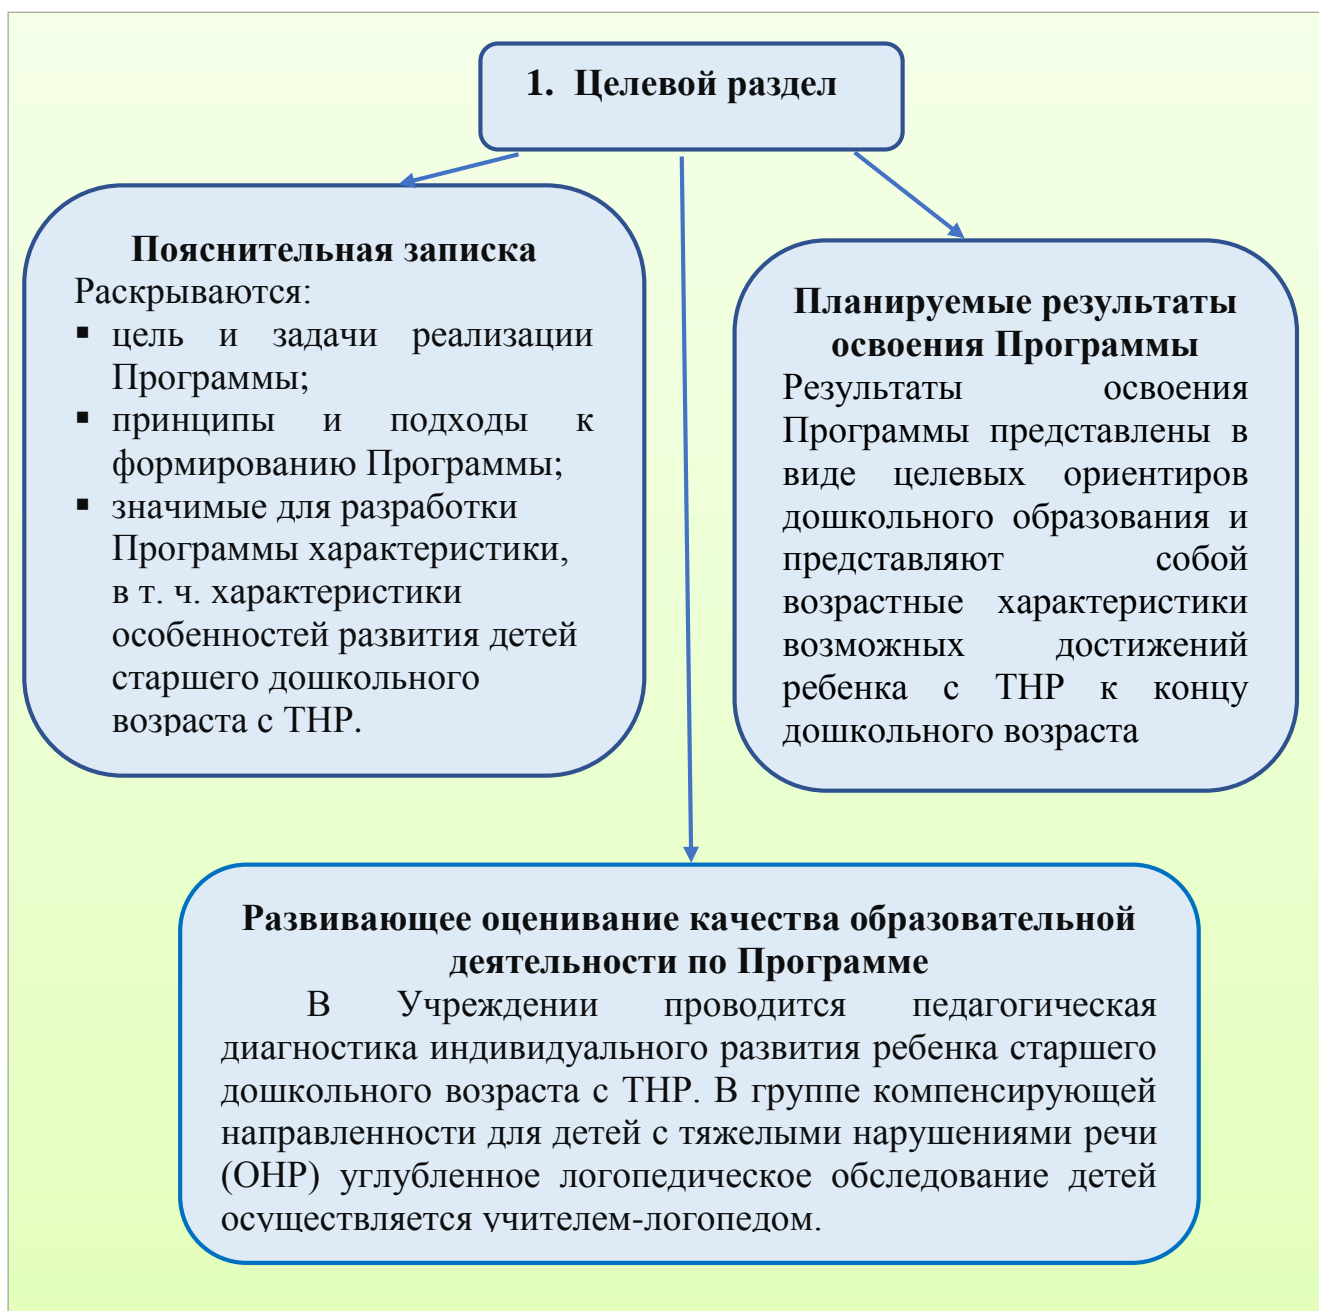 1. Целевой раздел
Пояснительная записка
Раскрываются:
▪ цель и задачи реализации
Программы;
▪ принципы и подходы к
формированию Программы;
▪ значимые для разработки
Программы характеристики,
в т. ч. характеристики
особенностей развития детей
старшего дошкольного
возраста с ТНР.
Планируемые результаты
освоения Программы
Результаты освоения
Программы представлены в
виде целевых ориентиров
дошкольного образования и
представляют собой
возрастные характеристики
возможных достижений
ребенка с ТНР к концу
дошкольного возраста
Развивающее оценивание качества образовательной
деятельности по Программе
В Учреждении проводится педагогическая
диагностика индивидуального развития ребенка старшего
дошкольного возраста с ТНР. В группе компенсирующей
направленности для детей с тяжелыми нарушениями речи
(ОНР) углубленное логопедическое обследование детей
осуществляется учителем-логопедом.